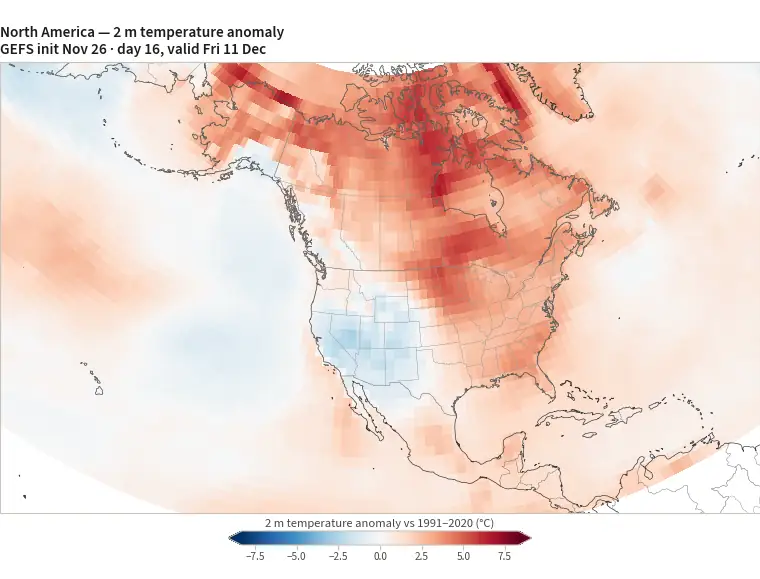 North America — 2 m temperature anomaly
GEFS init Nov 26 · day 16, valid Fri 11 Dec
2 m temperature anomaly vs 1991–2020 (°C)
−7.5 −5.0 −2.5 0.0 2.5 5.0 7.5